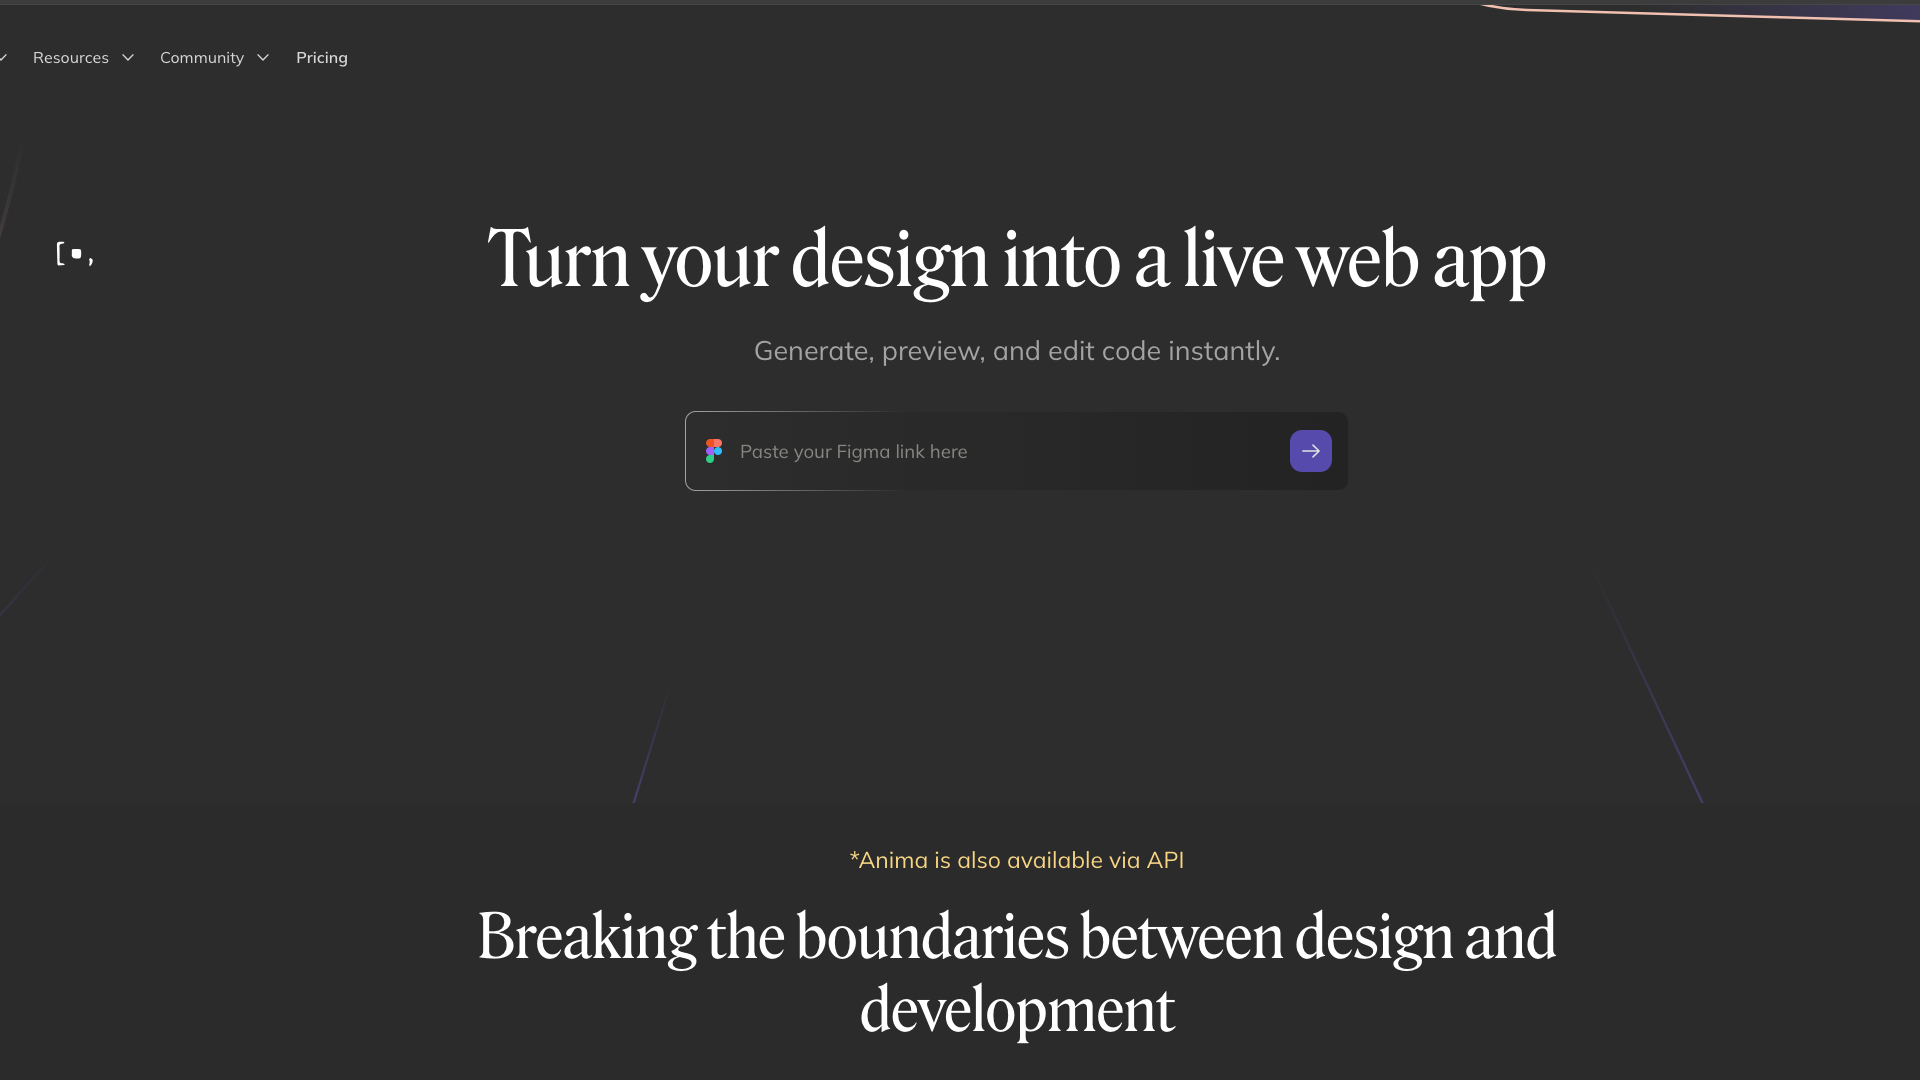 Resources
Community
Pricing
Turn your design into a live web app
Generate, preview, and edit code instantly.
Paste your Figma link here
*Anima is also available via API
Breaking the boundaries between design and
development